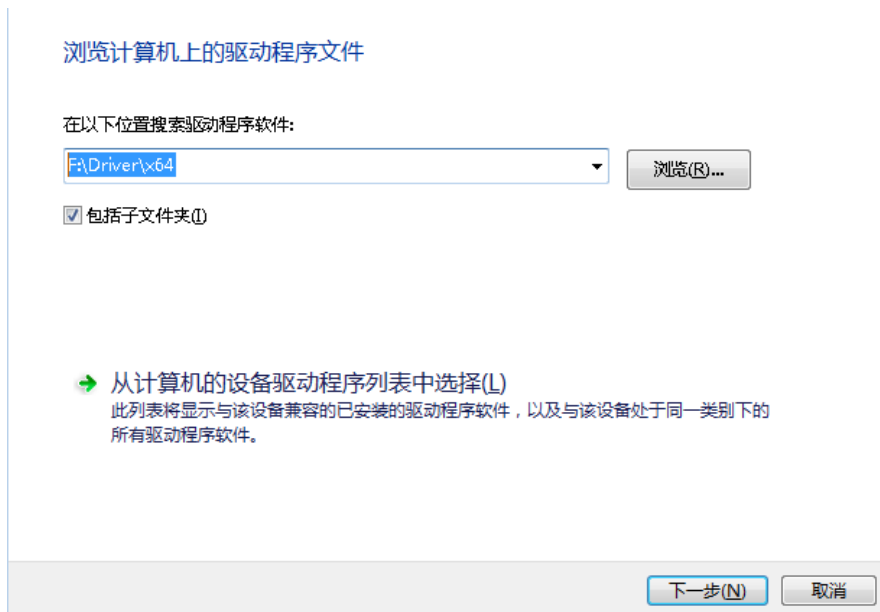 浏览计算机上的驱动程序文件
在以下位置搜索驱动程序软件:
F:\Driver\x64
浏览(R)...
包括子文件夹(I)
从计算机的设备驱动程序列表中选择(L)
此列表将显示与该设备兼容的已安装的驱动程序软件，以及与该设备处于同一类别下的
所有驱动程序软件。
下一步(N)
取消